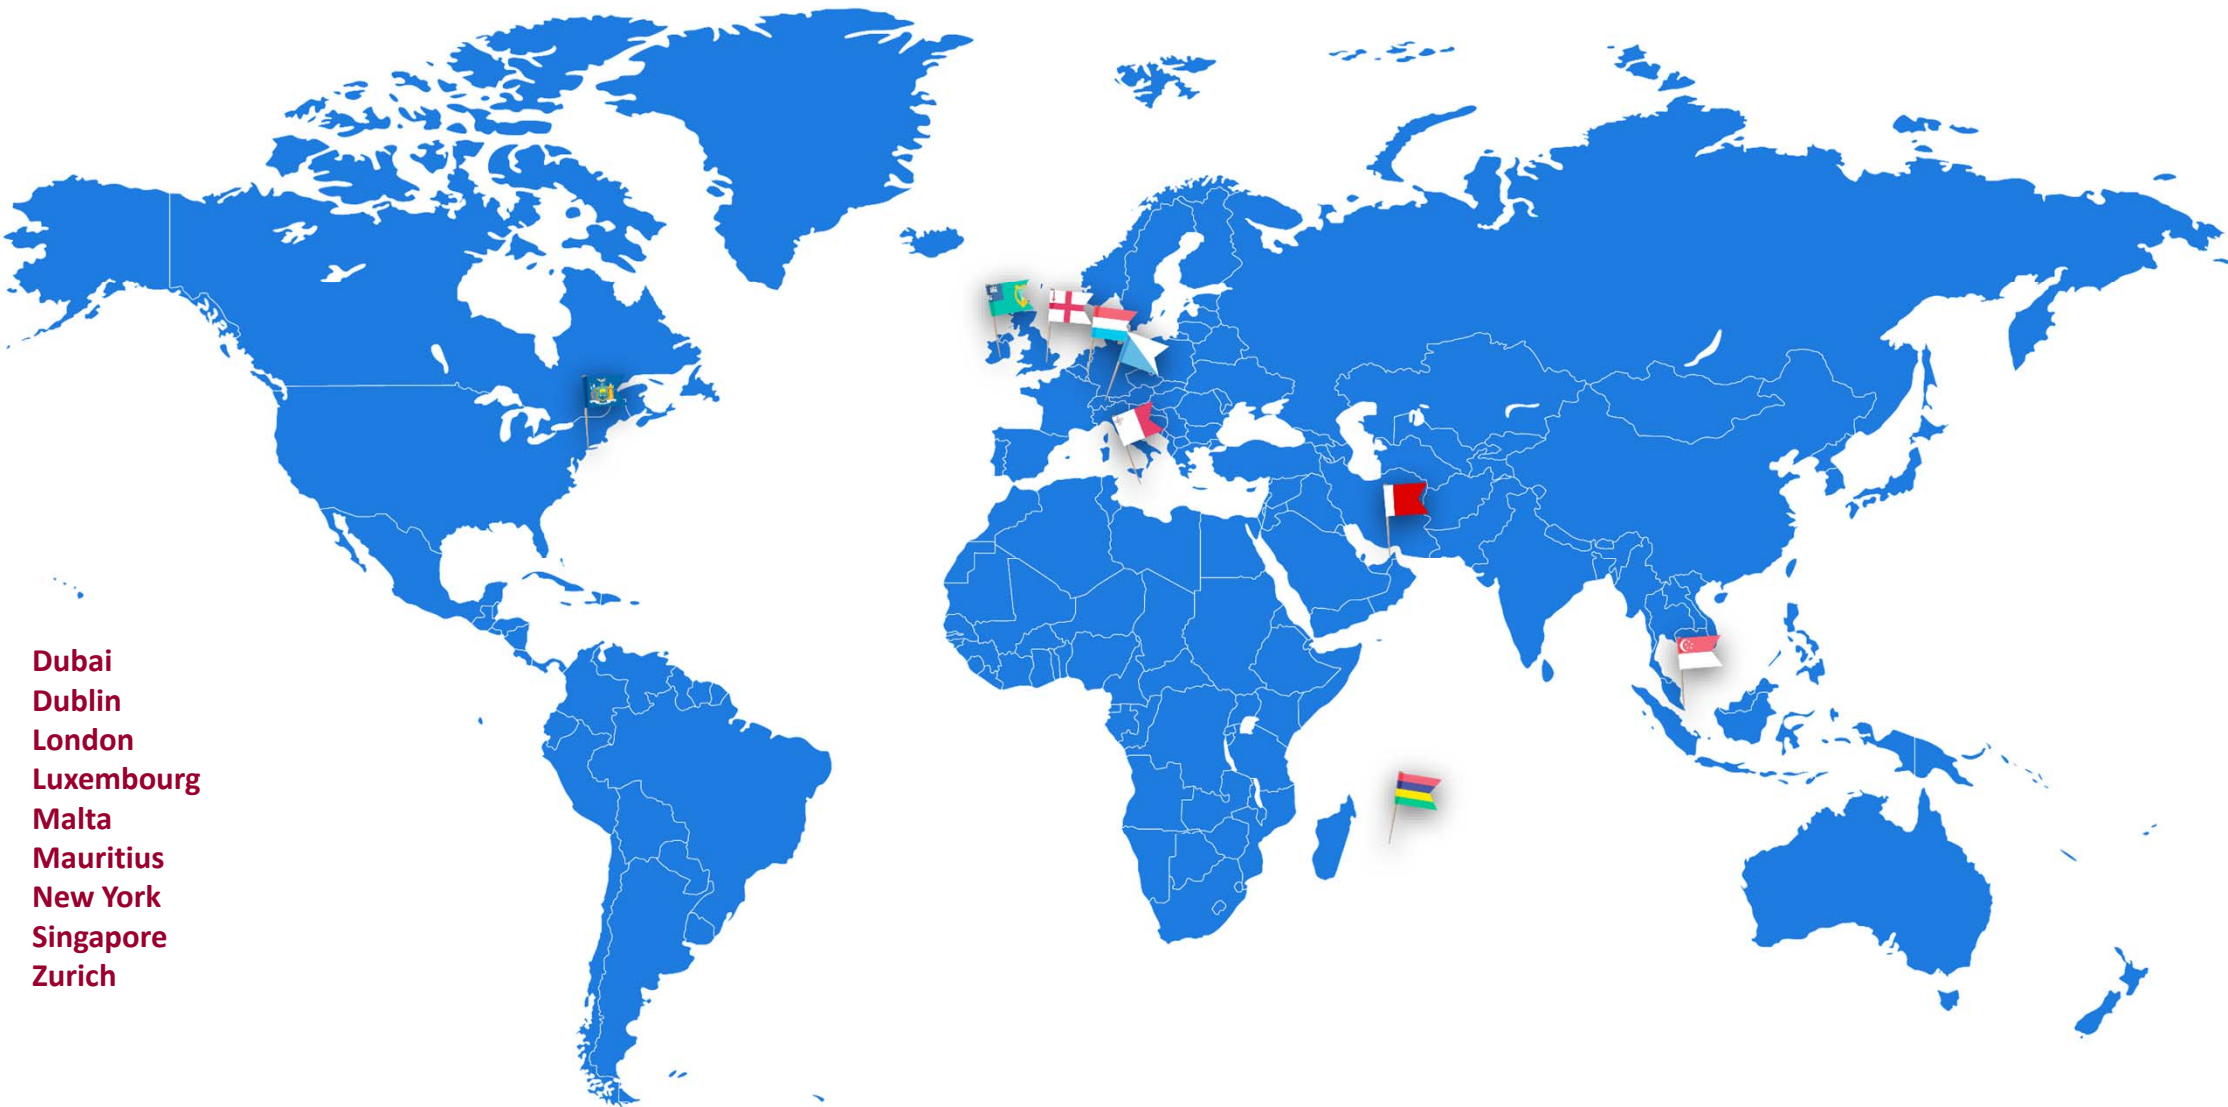 Dubai
Dublin
London
Luxembourg
Malta
Mauritius
New York
Singapore
Zurich